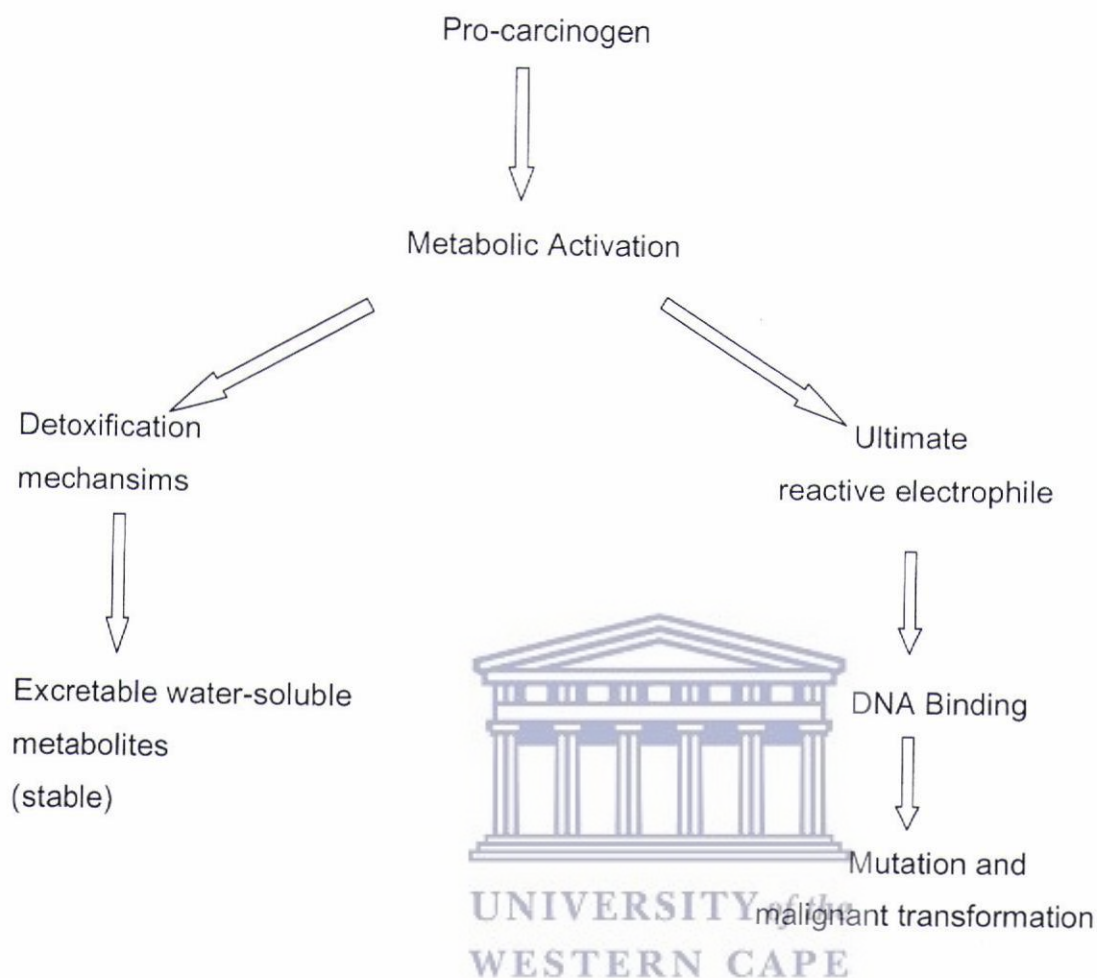 Pro-carcinogen
Metabolic Activation
Detoxification
mechansims
Ultimate
reactive electrophile
Excretable water-soluble
metabolites
(stable)
DNA Binding
Mutation and
malignant transformation
UNIVERSITY of the
WESTERN CAPE